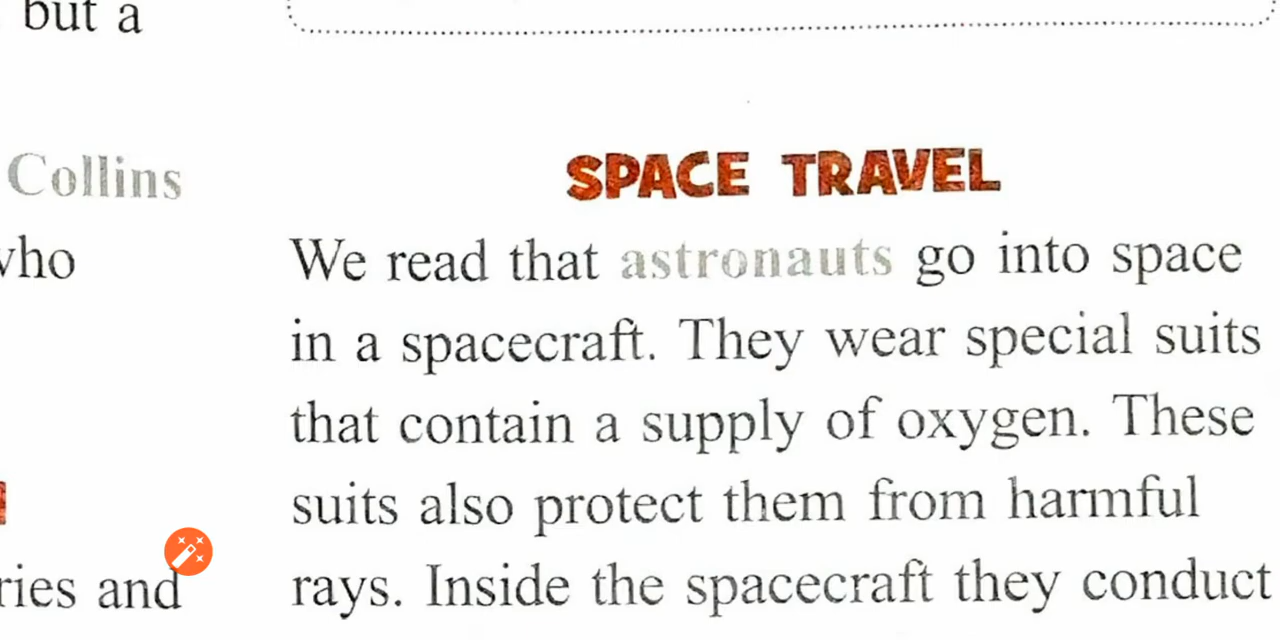 but a
Collins
who
ries and
SPACE TRAVEL
We read that astronauts go into space
in a spacecraft. They wear special suits
that contain a supply of oxygen. These
suits also protect them from harmful
rays. Inside the spacecraft they conduct